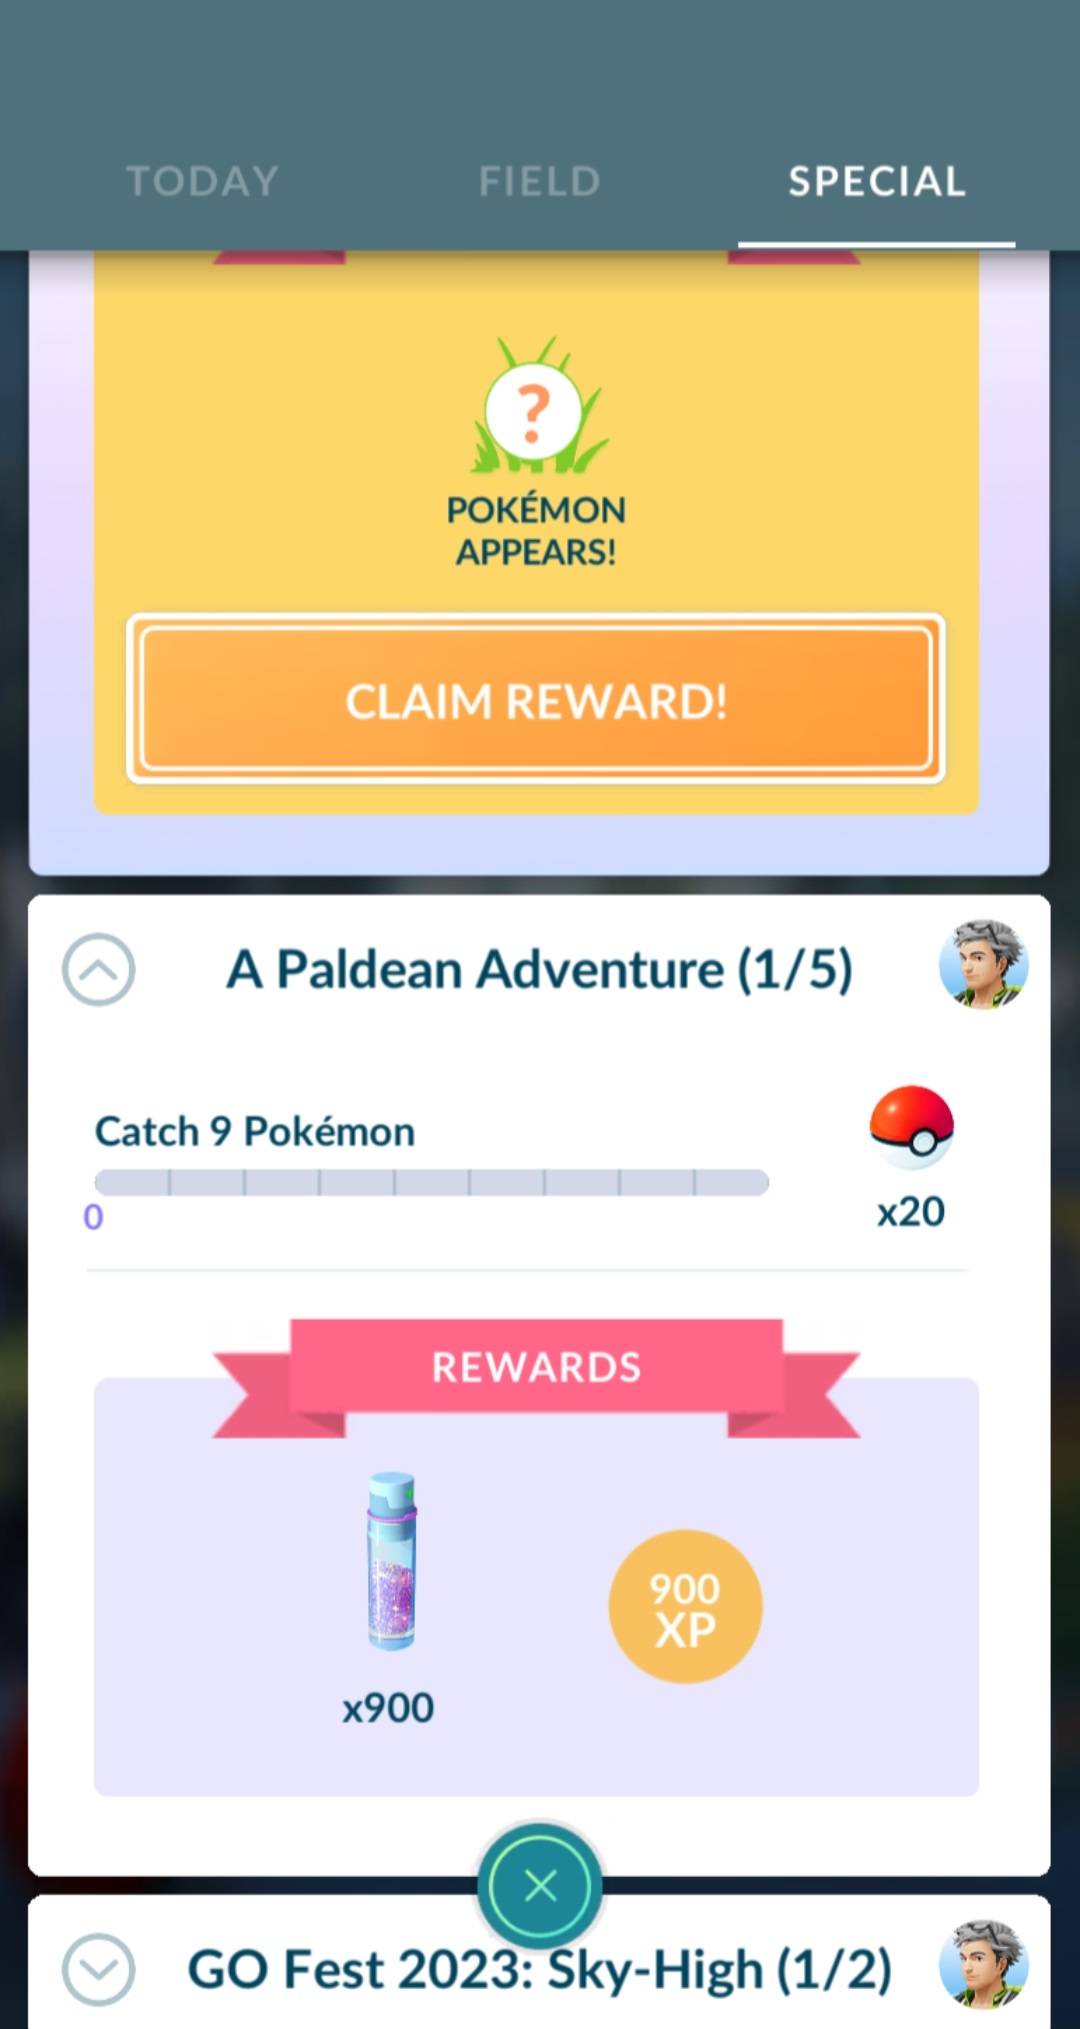 TODAY
FIELD
SPECIAL
?
POKÉMON
APPEARS!
CLAIM REWARD!
A Paldean Adventure (1/5)
Catch 9 Pokémon
0
x20
REWARDS
900
XP
x900
GO Fest 2023: Sky-High (1/2)